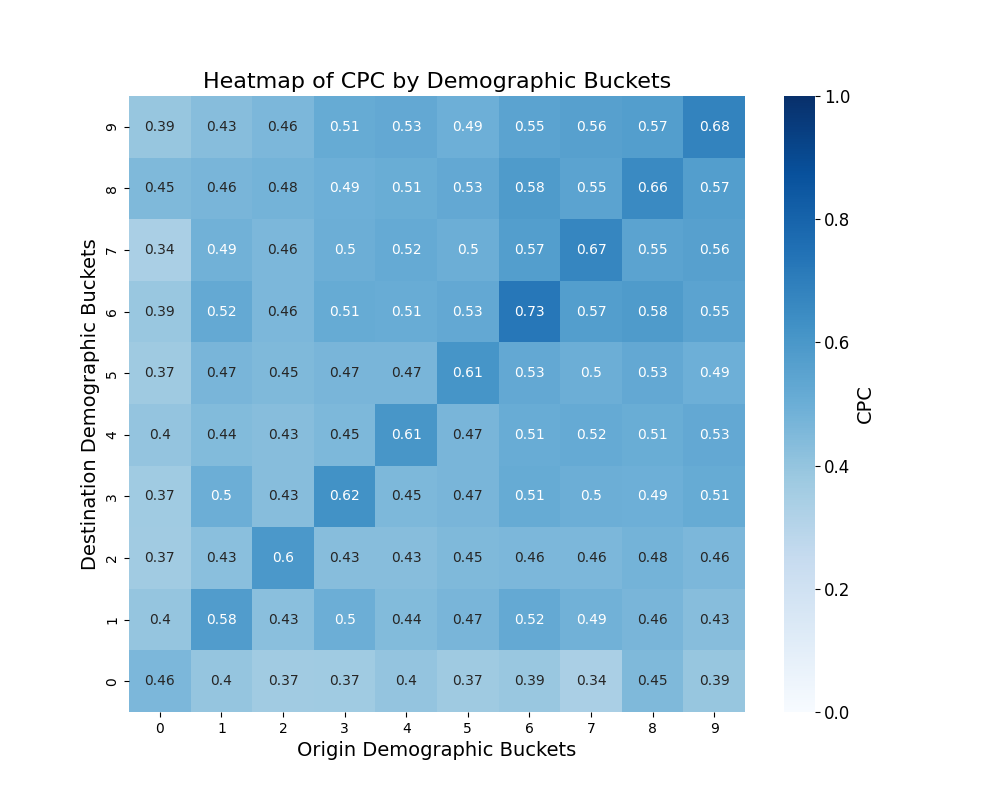 Heatmap of CPC by Demographic Buckets
9 0.39 0.43 0.46 0.51 0.53 0.49 0.55 0.56 0.57 0.68
8 0.45 0.46 0.48 0.49 0.51 0.53 0.58 0.55 0.66 0.57
7 0.34 0.49 0.46 0.5 0.52 0.5 0.57 0.67 0.55 0.56
6 0.39 0.52 0.46 0.51 0.51 0.53 0.73 0.57 0.58 0.55
5 0.37 0.47 0.45 0.47 0.47 0.61 0.53 0.5 0.53 0.49
4 0.4 0.44 0.43 0.45 0.61 0.47 0.51 0.52 0.51 0.53
3 0.37 0.5 0.43 0.62 0.45 0.47 0.51 0.5 0.49 0.51
2 0.37 0.43 0.6 0.43 0.43 0.45 0.46 0.46 0.48 0.46
1 0.4 0.58 0.43 0.5 0.44 0.47 0.52 0.49 0.46 0.43
0 0.46 0.4 0.37 0.37 0.4 0.37 0.39 0.34 0.45 0.39
0 1 2 3 4 5 6 7 8 9
Origin Demographic Buckets
Destination Demographic Buckets
1.0
0.8
0.6
0.4
0.2
0.0
CPC